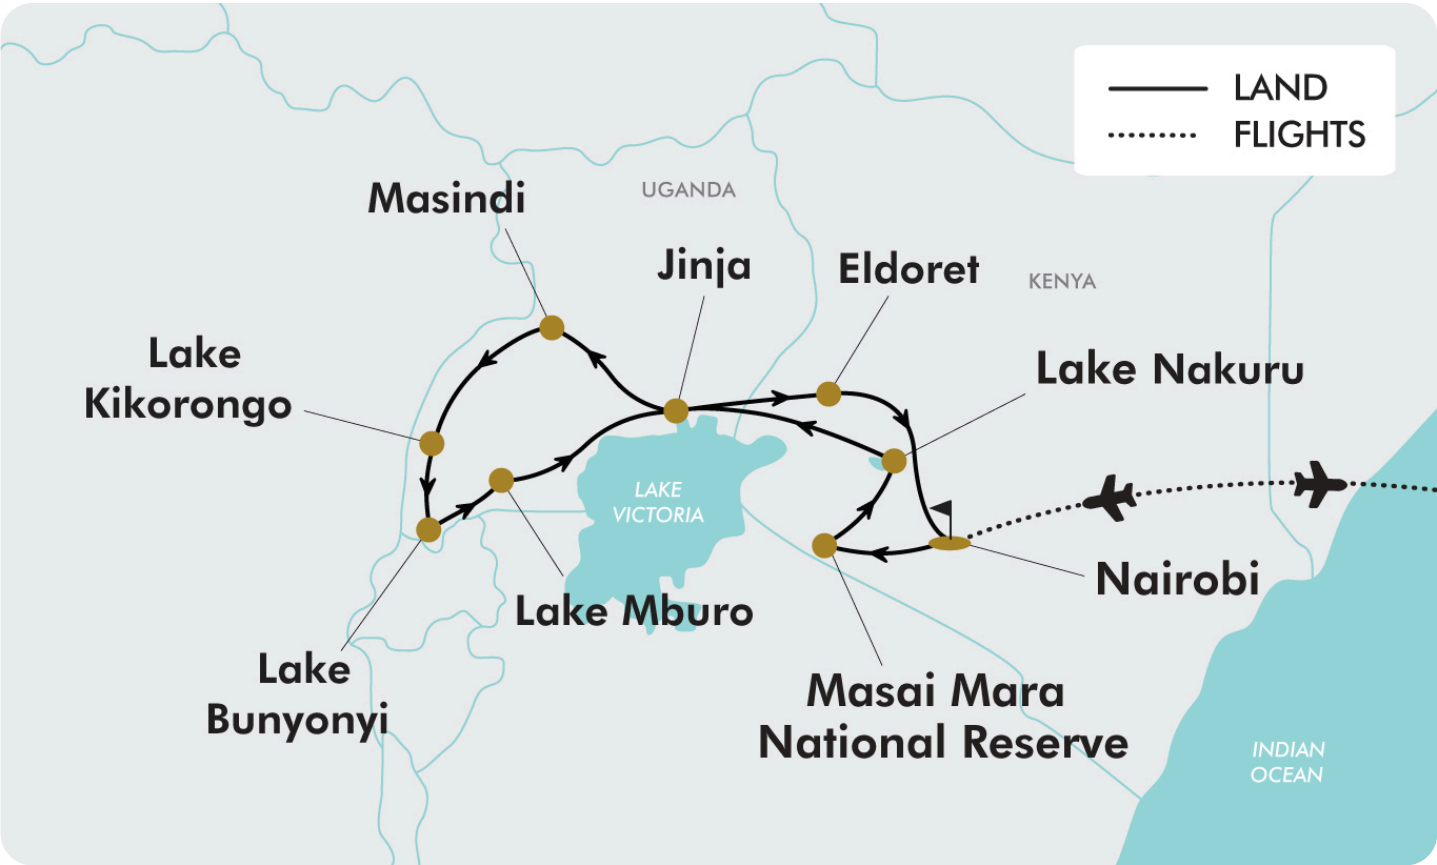 LAND
FLIGHTS
Masindi
UGANDA
Jinja
Eldoret
KENYA
Lake
Kikorongo
Lake Nakuru
LAKE
VICTORIA
Nairobi
Lake Mburo
Lake
Bunyonyi
Masai Mara
National Reserve
INDIAN
OCEAN